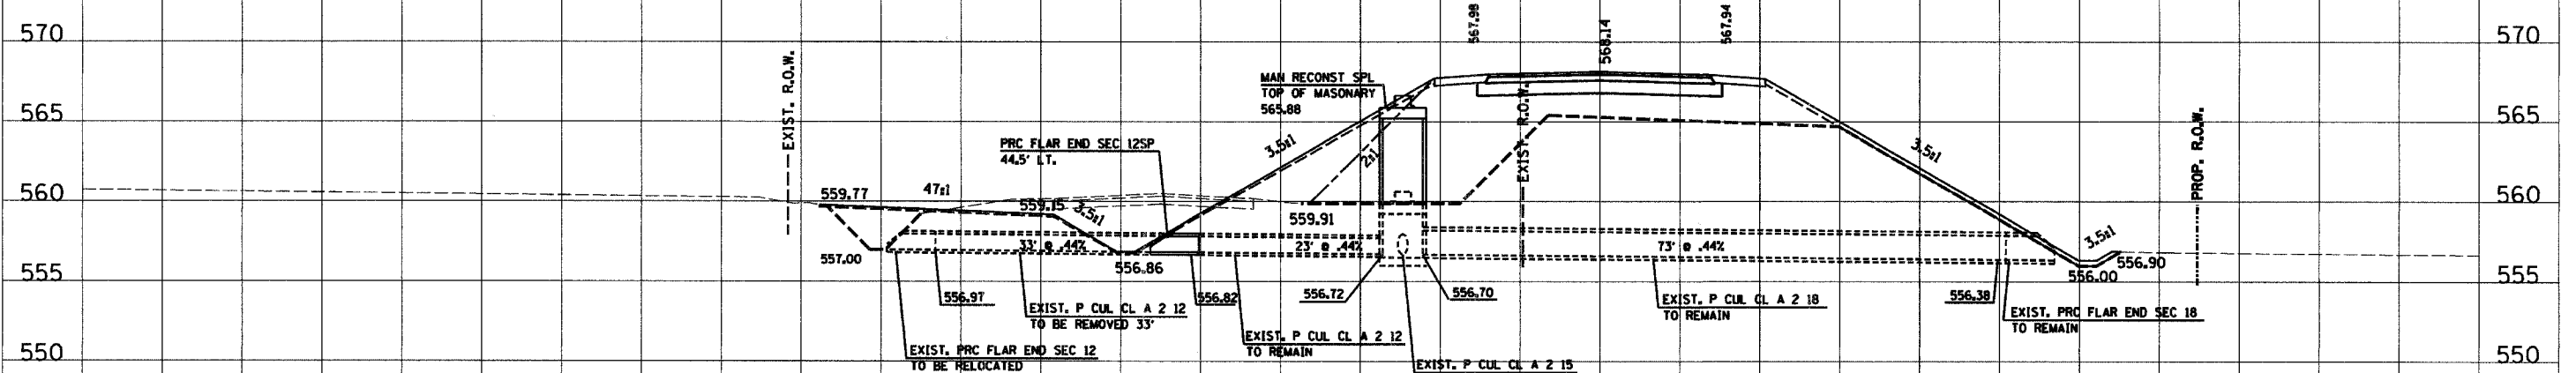 567.98
568.14
567.94
570
570
EXIST. R.O.W.
MAN RECONST SPL
TOP OF MASONARY
565.88
565
565
EXIST. R.O.W.
PROP. R.O.W.
PRC FLAR END SEC 12SP
44.5' LT.
3.5:1
2:1
3.5:1
560
560
559.77
47:1
559.15
3.5:1
559.91
33' @ .44%
23' @ .44%
73' @ .44%
3.5:1
557.00
556.86
556.90
555
555
556.00
556.97
556.82
556.72
556.70
556.38
EXIST. P CUL CL A 2 12
TO BE REMOVED 33'
EXIST. P CUL CL A 2 18
TO REMAIN
EXIST. PRC FLAR END SEC 18
TO REMAIN
EXIST. P CUL CL A 2 12
TO REMAIN
550
550
EXIST. PRC FLAR END SEC 12
TO BE RELOCATED
EXIST. P CUL CL A 2 15